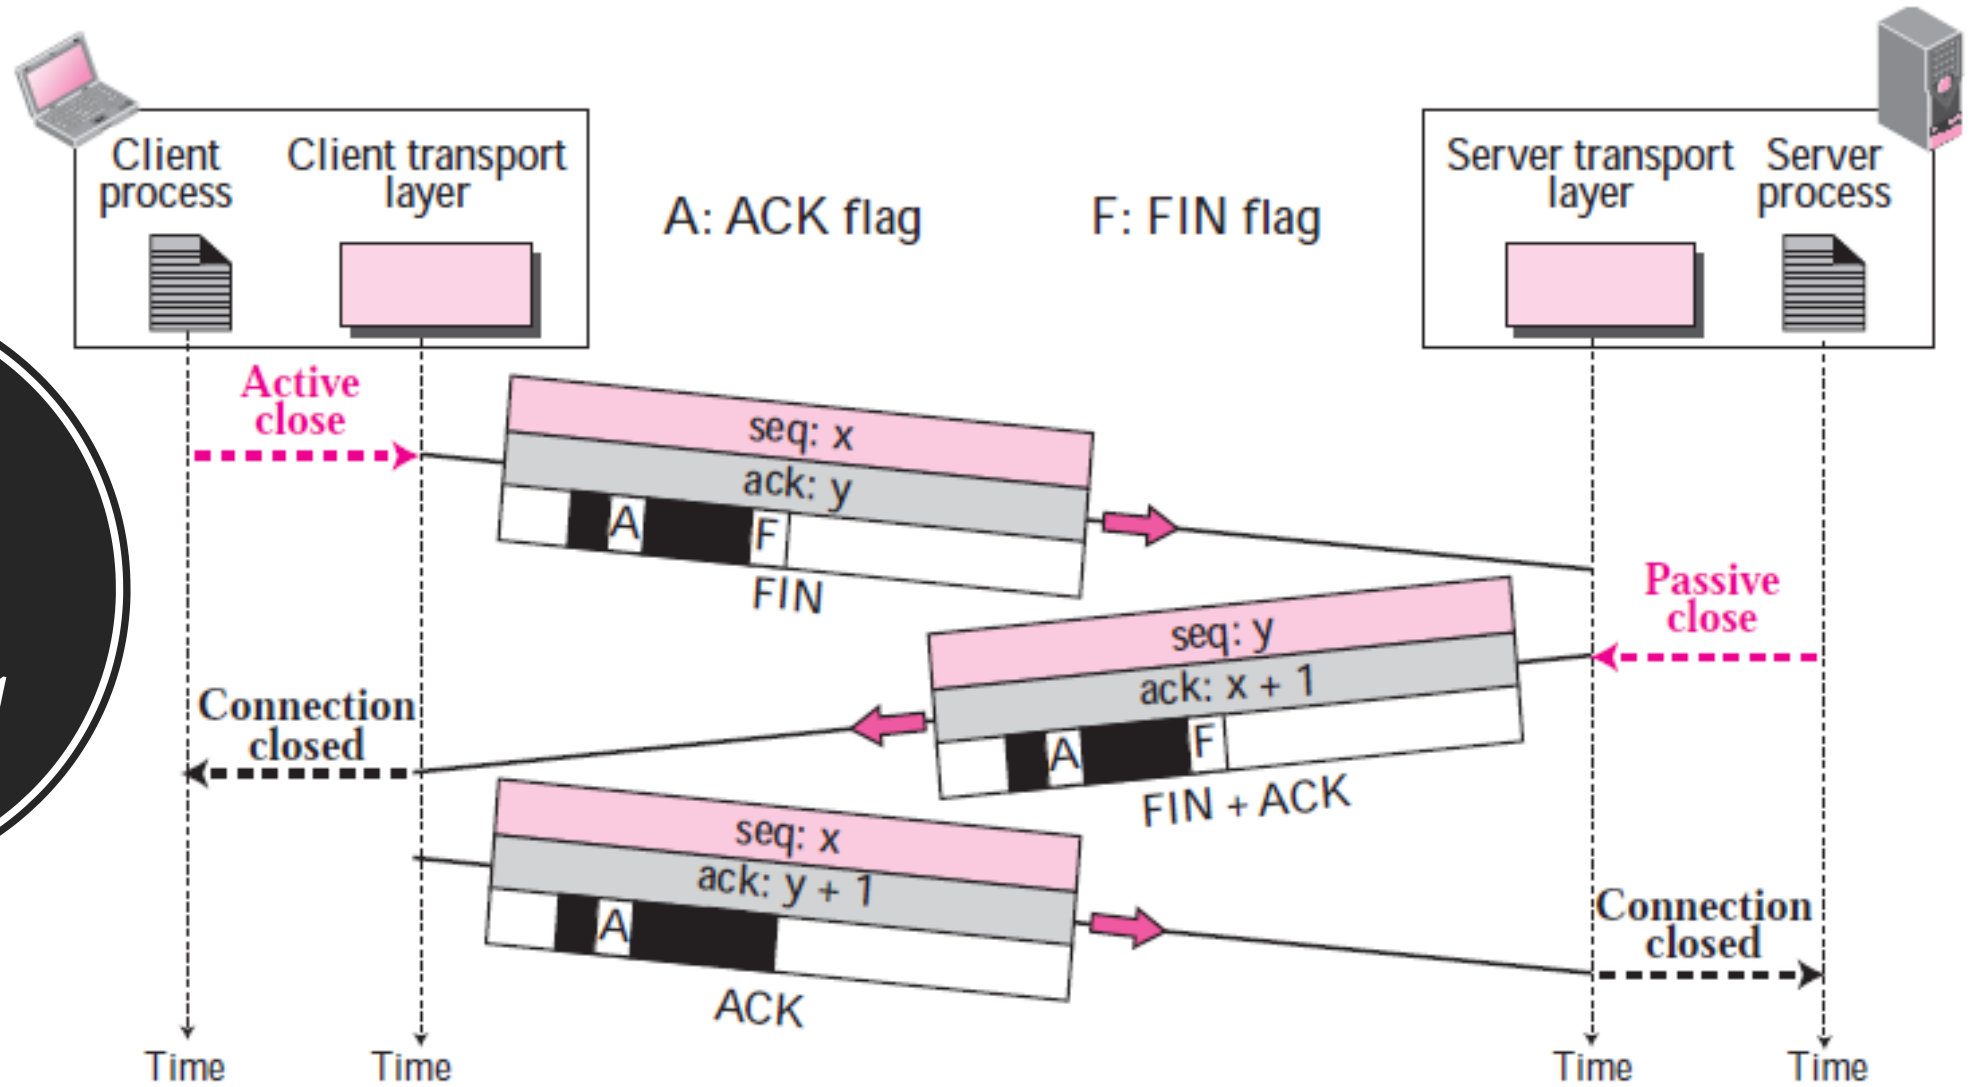 Client
process
Client transport
layer
A: ACK flag
F: FIN flag
Server transport
layer
Server
process
Active
close
seq: x
ack: y
A
F
FIN
Passive
close
seq: y
ack: x + 1
A
F
FIN + ACK
Connection
closed
seq: x
ack: y + 1
A
ACK
Connection
closed
Time
Time
Time
Time